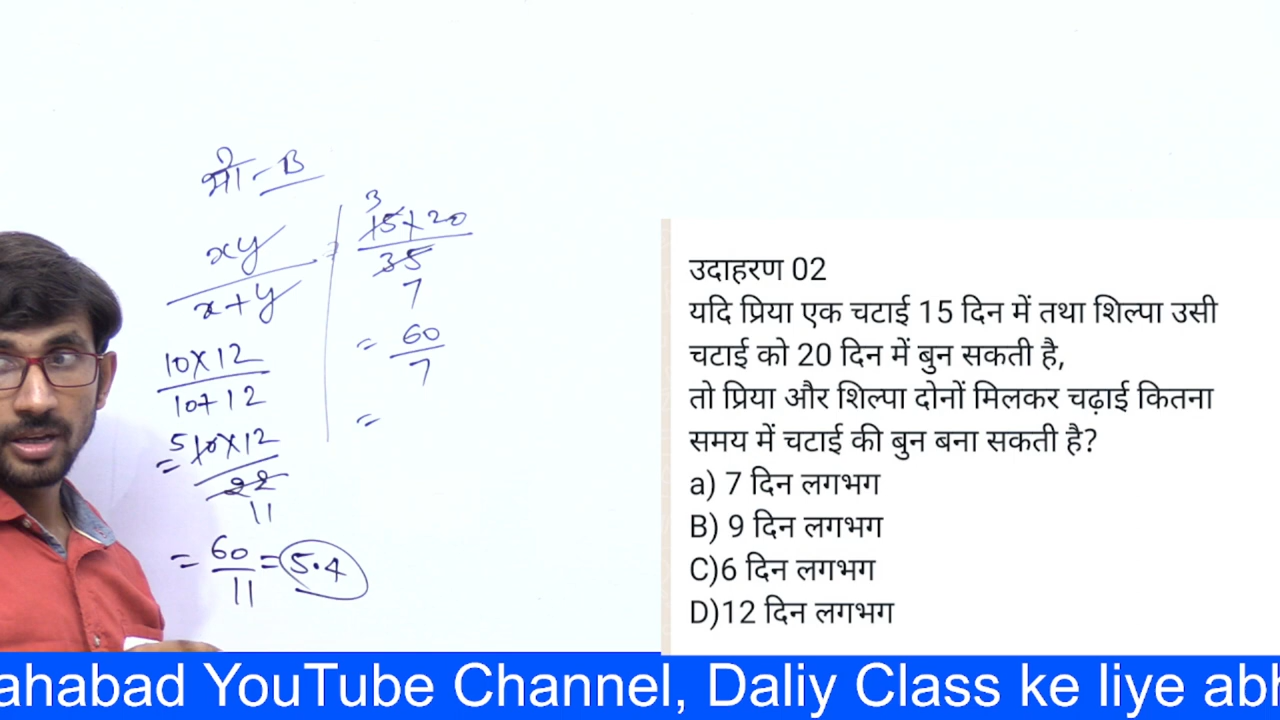 मी - B
xy
x+y
10×12
10+12
= 5 10×12
22
11
= 60 = 5.4
11
= 3 15×20
35
7
= 60
7
=
उदाहरण 02
यदि प्रिया एक चटाई 15 दिन में तथा शिल्पा उसी
चटाई को 20 दिन में बुन सकती है,
तो प्रिया और शिल्पा दोनों मिलकर चढ़ाई कितना
समय में चटाई की बुन बना सकती है?
a) 7 दिन लगभग
B) 9 दिन लगभग
C)6 दिन लगभग
D)12 दिन लगभग
ahabad YouTube Channel, Daliy Class ke liye abh